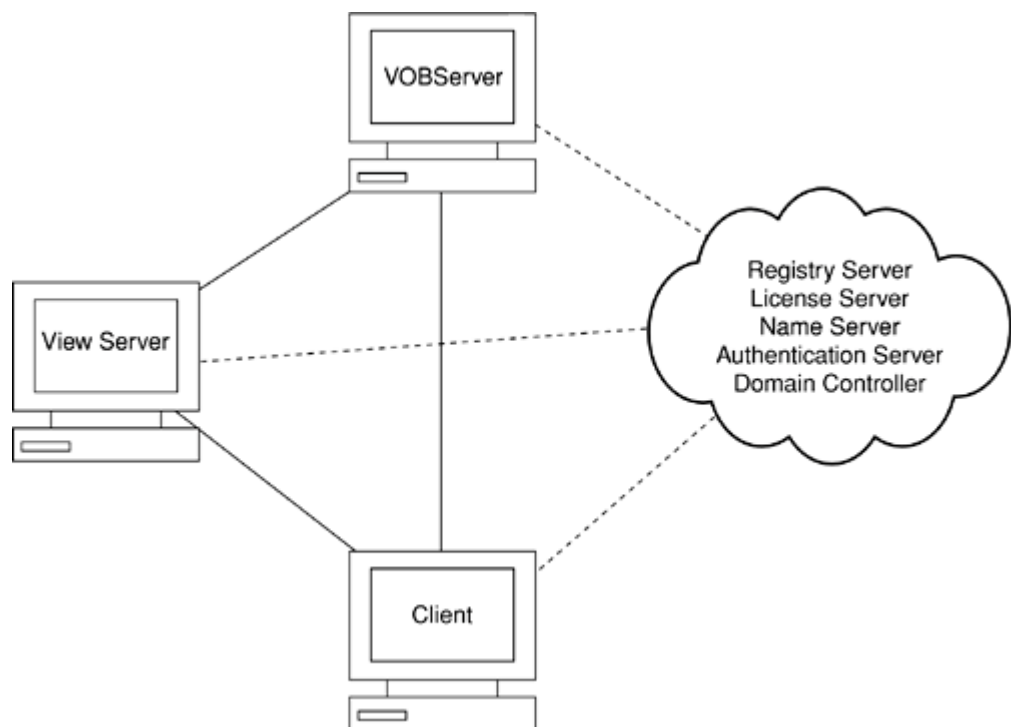 VOBServer
View Server
Registry Server
License Server
Name Server
Authentication Server
Domain Controller
Client